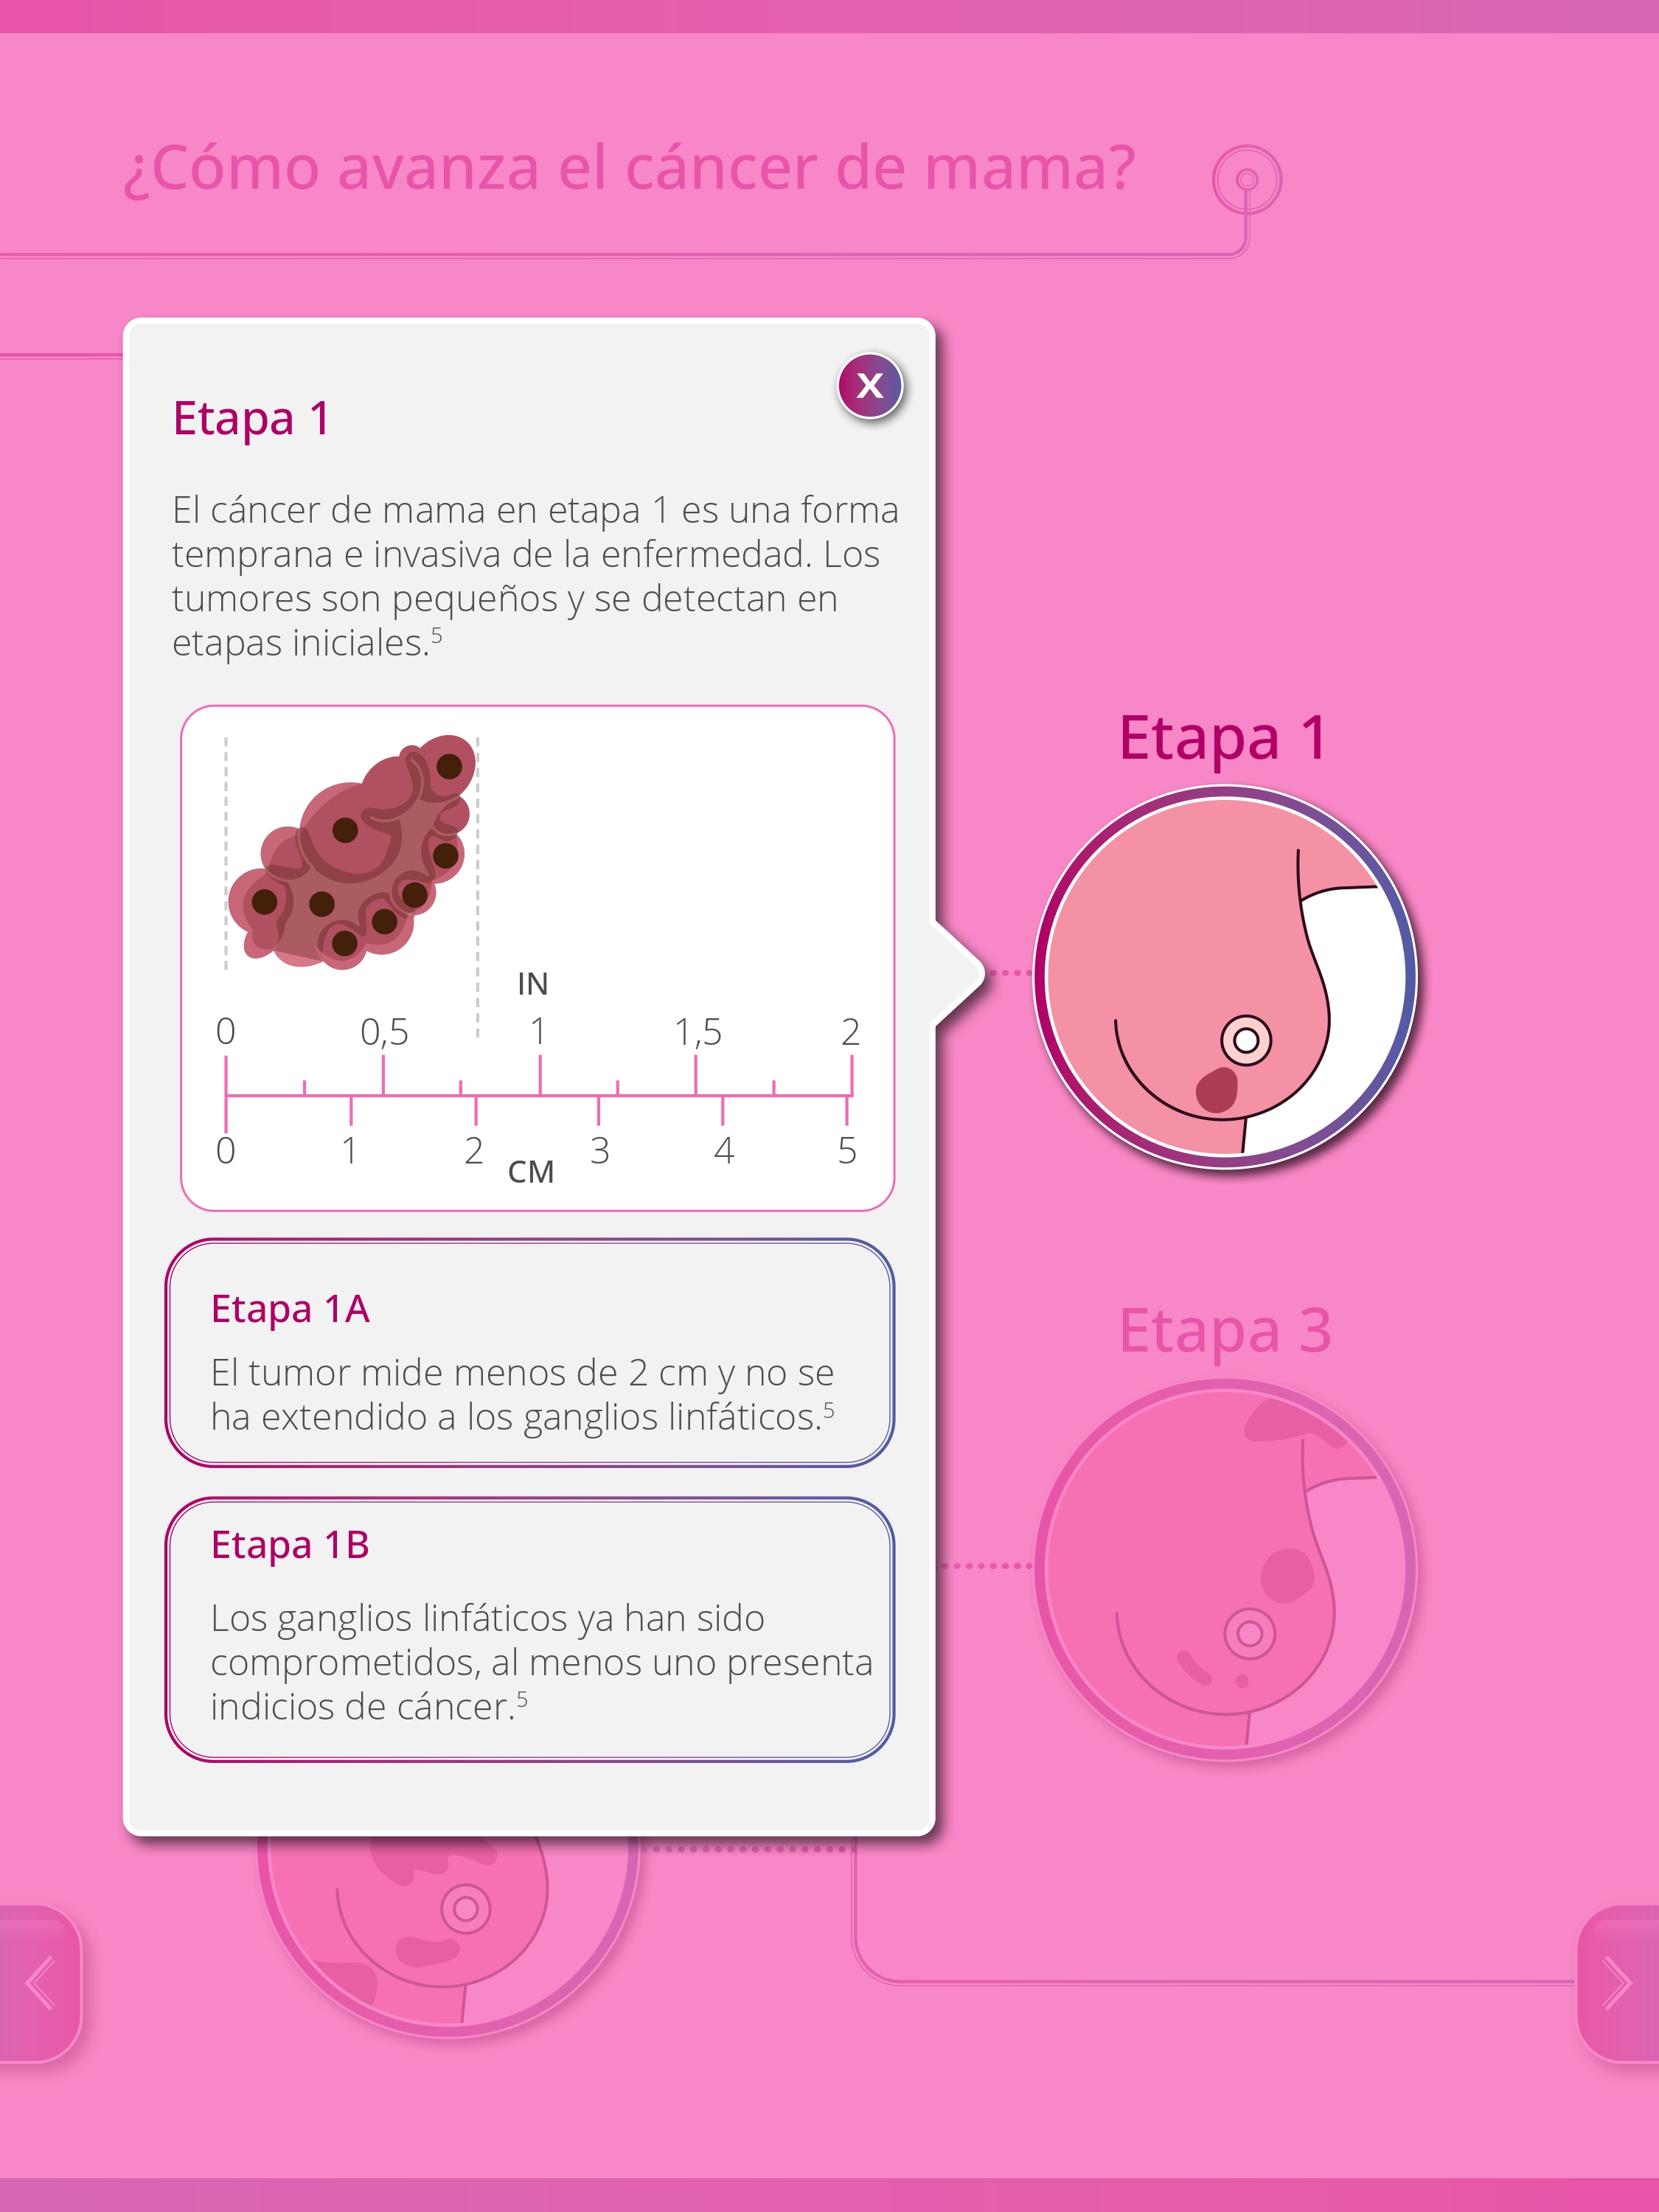 ¿Cómo avanza el cáncer de mama?
X
Etapa 1
El cáncer de mama en etapa 1 es una forma
temprana e invasiva de la enfermedad. Los
tumores son pequeños y se detectan en
etapas iniciales.⁵
IN
0 0,5 1 1,5 2
0 1 2 3 4 5
CM
Etapa 1A
El tumor mide menos de 2 cm y no se
ha extendido a los ganglios linfáticos.⁵
Etapa 1B
Los ganglios linfáticos ya han sido
comprometidos, al menos uno presenta
indicios de cáncer.⁵
Etapa 1
Etapa 3